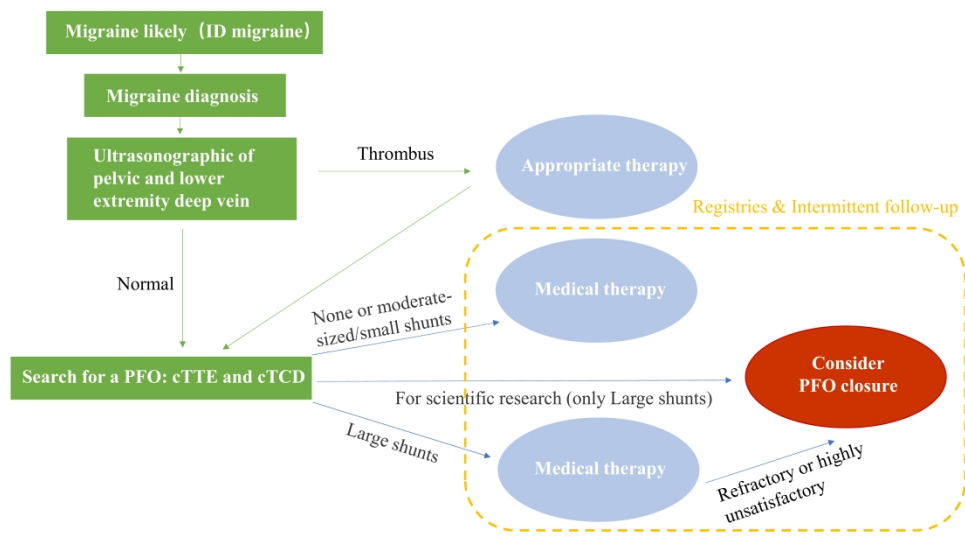 Migraine likely（ID migraine）
Migraine diagnosis
Ultrasonographic of
pelvic and lower
extremity deep vein
Thrombus
Appropriate therapy
Registries & Intermittent follow-up
Normal
None or moderate-
sized/small shunts
Medical therapy
Search for a PFO: cTTE and cTCD
For scientific research (only Large shunts)
Consider
PFO closure
Large shunts
Medical therapy
Refractory or highly
unsatisfactory